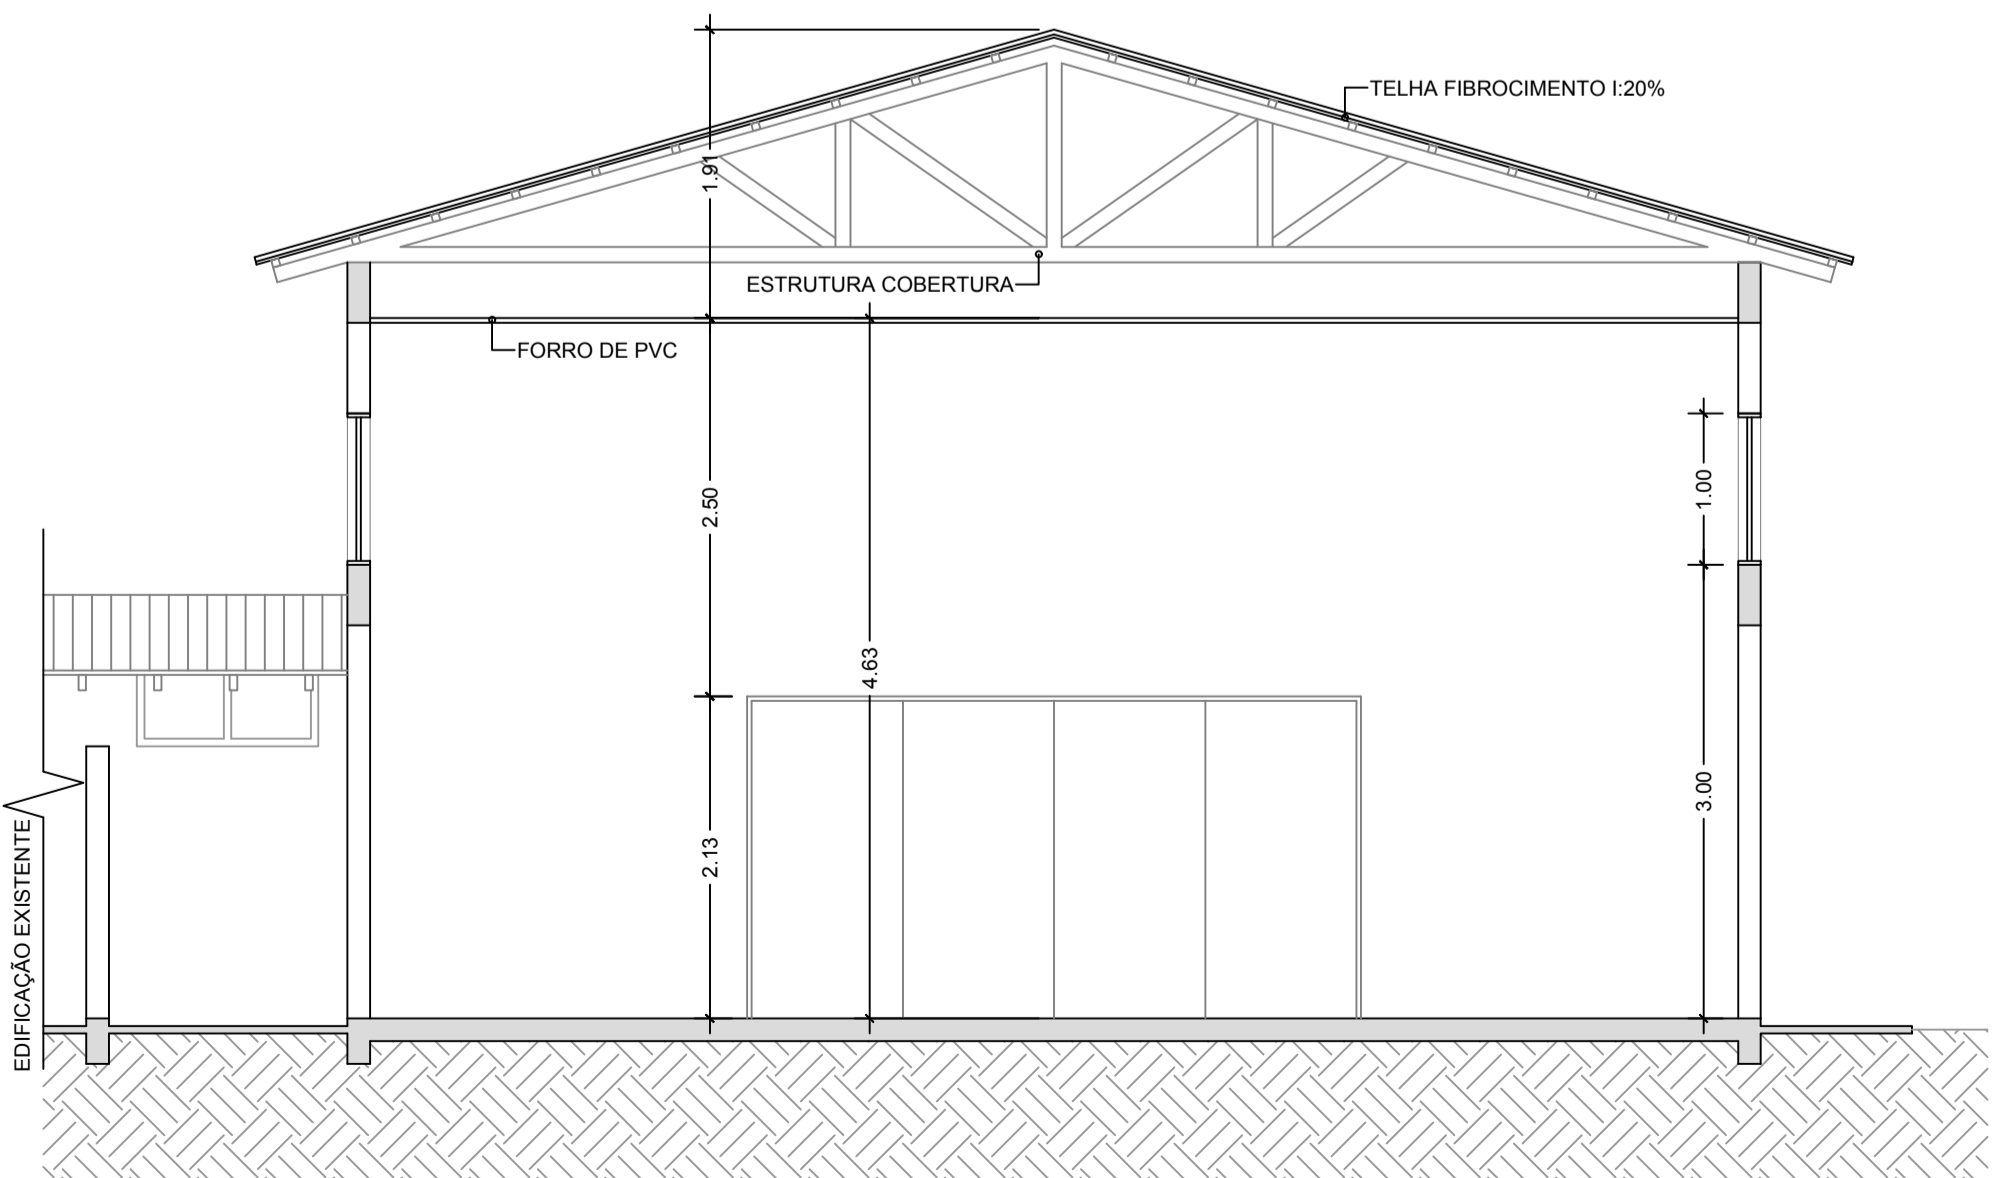 TELHA FIBROCIMENTO I:20%
1.91
ESTRUTURA COBERTURA
FORRO DE PVC
2.50
1.00
4.63
3.00
2.13
EDIFICAÇÃO EXISTENTE